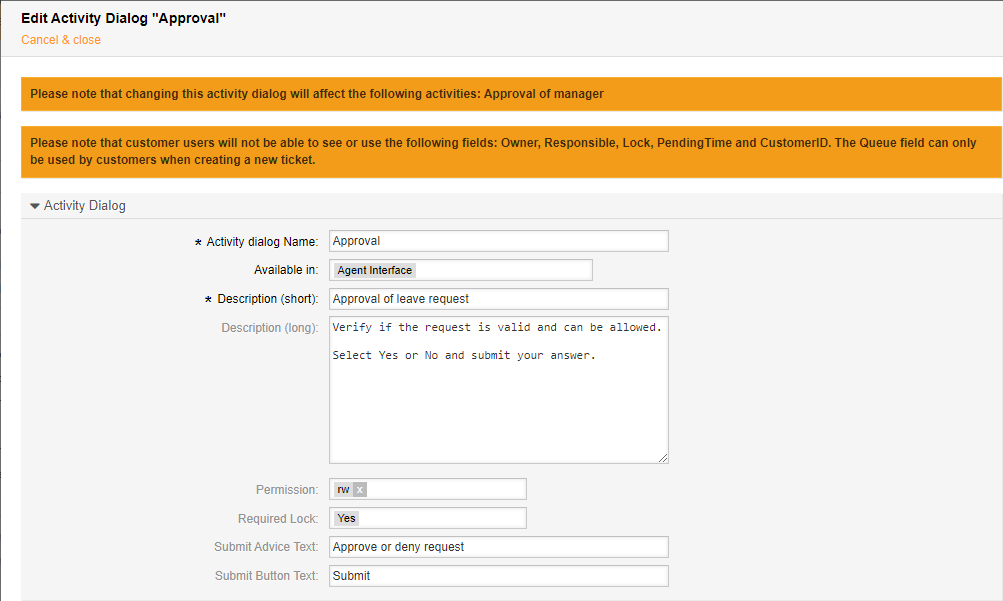 Edit Activity Dialog "Approval"
Cancel & close
Please note that changing this activity dialog will affect the following activities: Approval of manager
Please note that customer users will not be able to see or use the following fields: Owner, Responsible, Lock, PendingTime and CustomerID. The Queue field can only
be used by customers when creating a new ticket.
Activity Dialog
* Activity dialog Name: Approval
Available in: Agent Interface
* Description (short): Approval of leave request
Description (long): Verify if the request is valid and can be allowed.
Select Yes or No and submit your answer.
Permission: rw x
Required Lock: Yes
Submit Advice Text: Approve or deny request
Submit Button Text: Submit